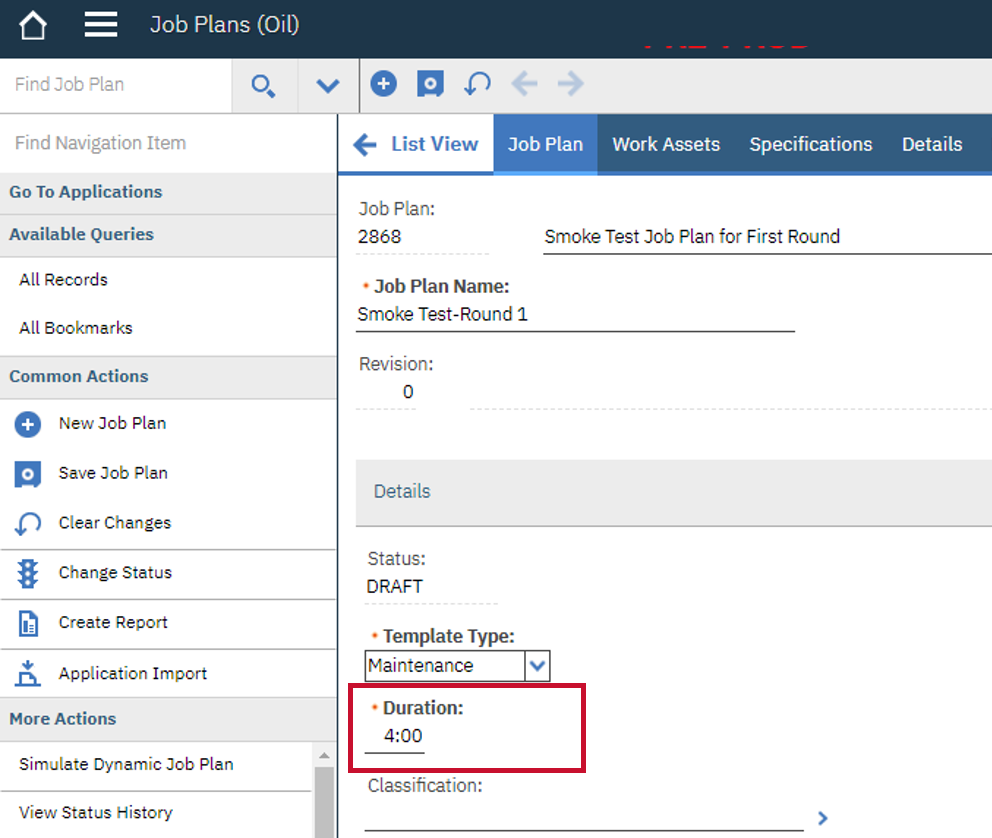 Job Plans (Oil)
Find Job Plan
Find Navigation Item
Go To Applications
Available Queries
All Records
All Bookmarks
Common Actions
New Job Plan
Save Job Plan
Clear Changes
Change Status
Create Report
Application Import
More Actions
Simulate Dynamic Job Plan
View Status History
List View Job Plan Work Assets Specifications Details
Job Plan:
2868 Smoke Test Job Plan for First Round
* Job Plan Name:
Smoke Test-Round 1
Revision:
0
Details
Status:
DRAFT
* Template Type:
Maintenance
* Duration:
4:00
Classification: